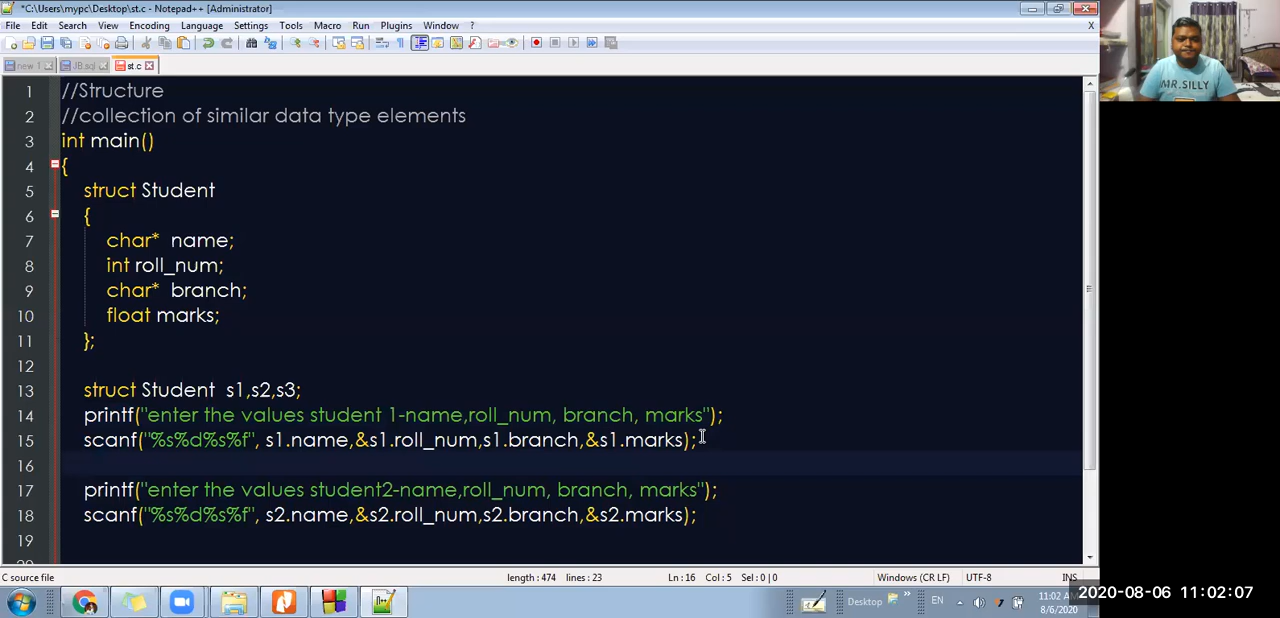 *C:\Users\mypc\Desktop\st.c - Notepad++ [Administrator]
File Edit Search View Encoding Language Settings Tools Macro Run Plugins Window ? X
new 1 JB.sql st.c
1 //Structure
2 //collection of similar data type elements
3 int main()
4 {
5 struct Student
6 {
7 char* name;
8 int roll_num;
9 char* branch;
10 float marks;
11 };
12
13 struct Student s1,s2,s3;
14 printf("enter the values student 1-name,roll_num, branch, marks");
15 scanf("%s%d%s%f", s1.name,&s1.roll_num,s1.branch,&s1.marks);
16
17 printf("enter the values student2-name,roll_num, branch, marks");
18 scanf("%s%d%s%f", s2.name,&s2.roll_num,s2.branch,&s2.marks);
19
20
MR.SILLY
C source file length : 474 lines : 23 Ln : 16 Col : 5 Sel : 0 | 0 Windows (CR LF) UTF-8 INS
Desktop » EN 11:02 AM
8/6/2020
2020-08-06 11:02:07